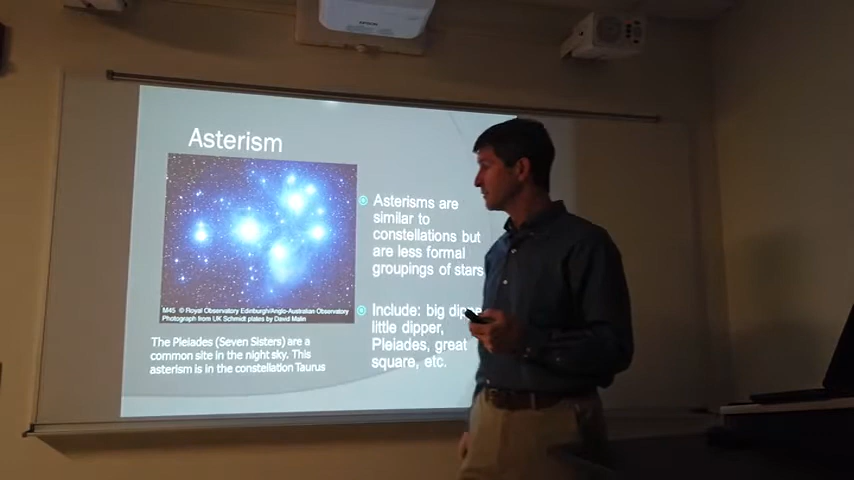 EPSON
Asterism
Asterisms are
similar to
constellations but
are less formal
groupings of stars
M45 © Royal Observatory Edinburgh/Anglo-Australian Observatory
Photograph from UK Schmidt plates by David Malin
Include: big dipper
little dipper,
Pleiades, great
square, etc.
The Pleiades (Seven Sisters) are a
common site in the night sky. This
asterism is in the constellation Taurus